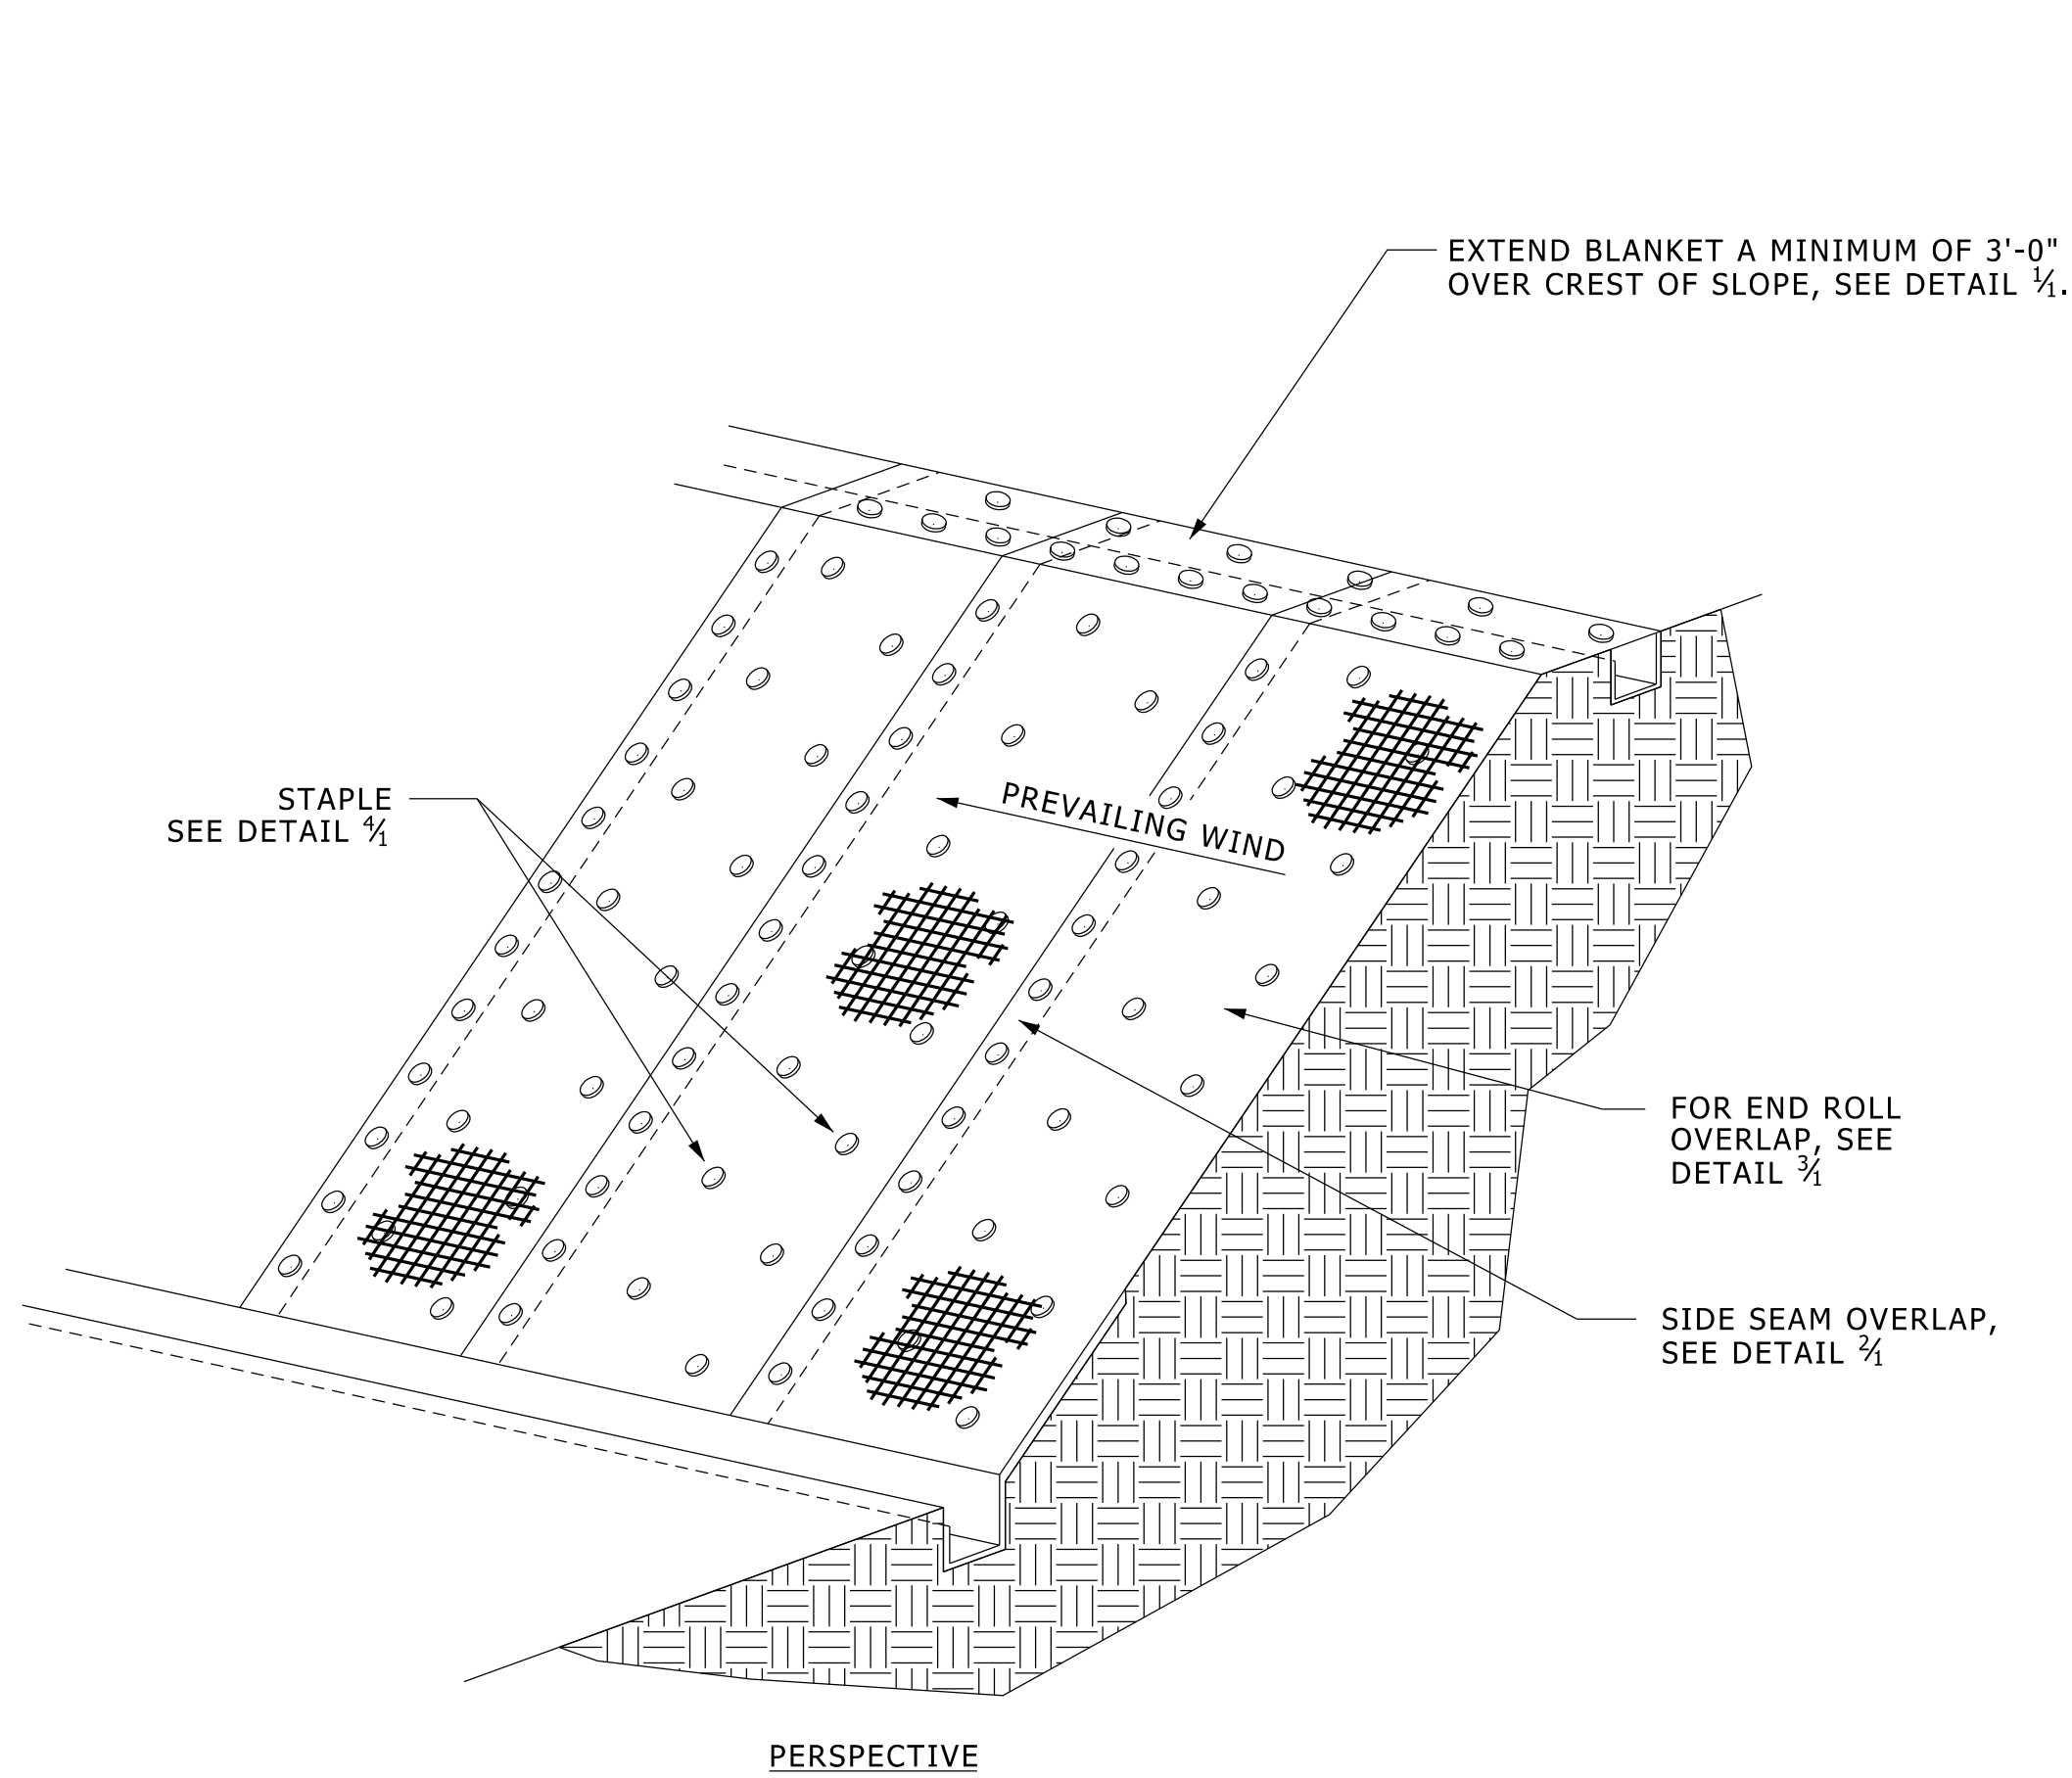 EXTEND BLANKET A MINIMUM OF 3'-0"
OVER CREST OF SLOPE, SEE DETAIL 1/1.
STAPLE
SEE DETAIL 4/1
PREVAILING WIND
FOR END ROLL
OVERLAP, SEE
DETAIL 3/1
SIDE SEAM OVERLAP,
SEE DETAIL 2/1
PERSPECTIVE